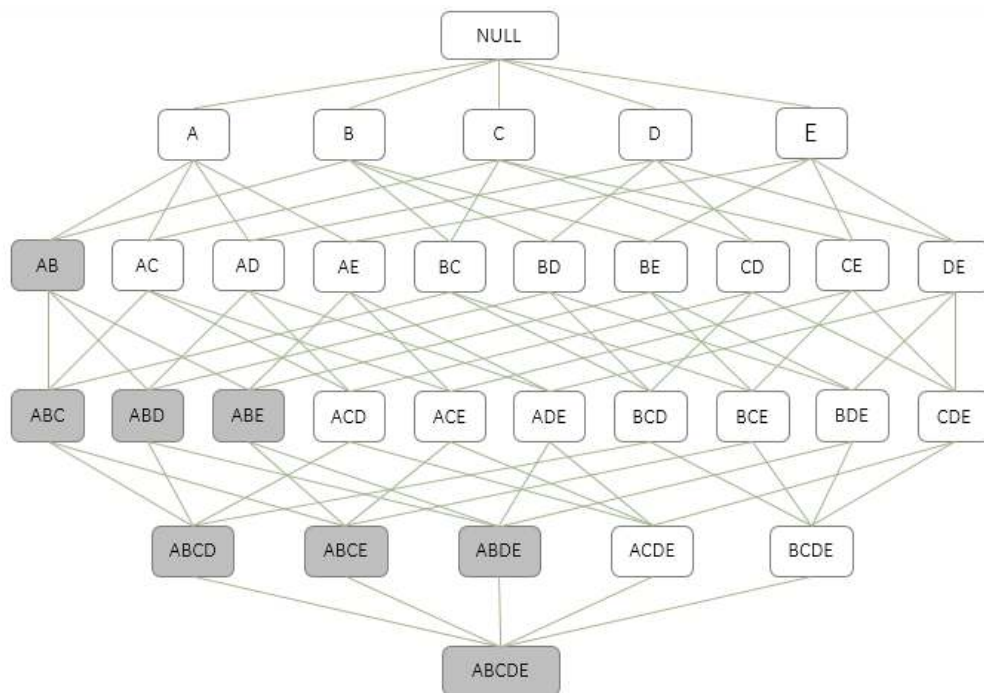 NULL
A B C D E
AB AC AD AE BC BD BE CD CE DE
ABC ABD ABE ACD ACE ADE BCD BCE BDE CDE
ABCD ABCE ABDE ACDE BCDE
ABCDE